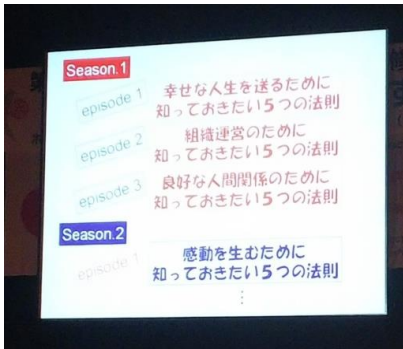 Season.1
episode 1
幸せな人生を送るために
知っておきたい5つの法則
episode 2
組織運営のために
知っておきたい5つの法則
episode 3
良好な人間関係のために
知っておきたい5つの法則
Season.2
episode 1
感動を生むために
知っておきたい5つの法則
⋮